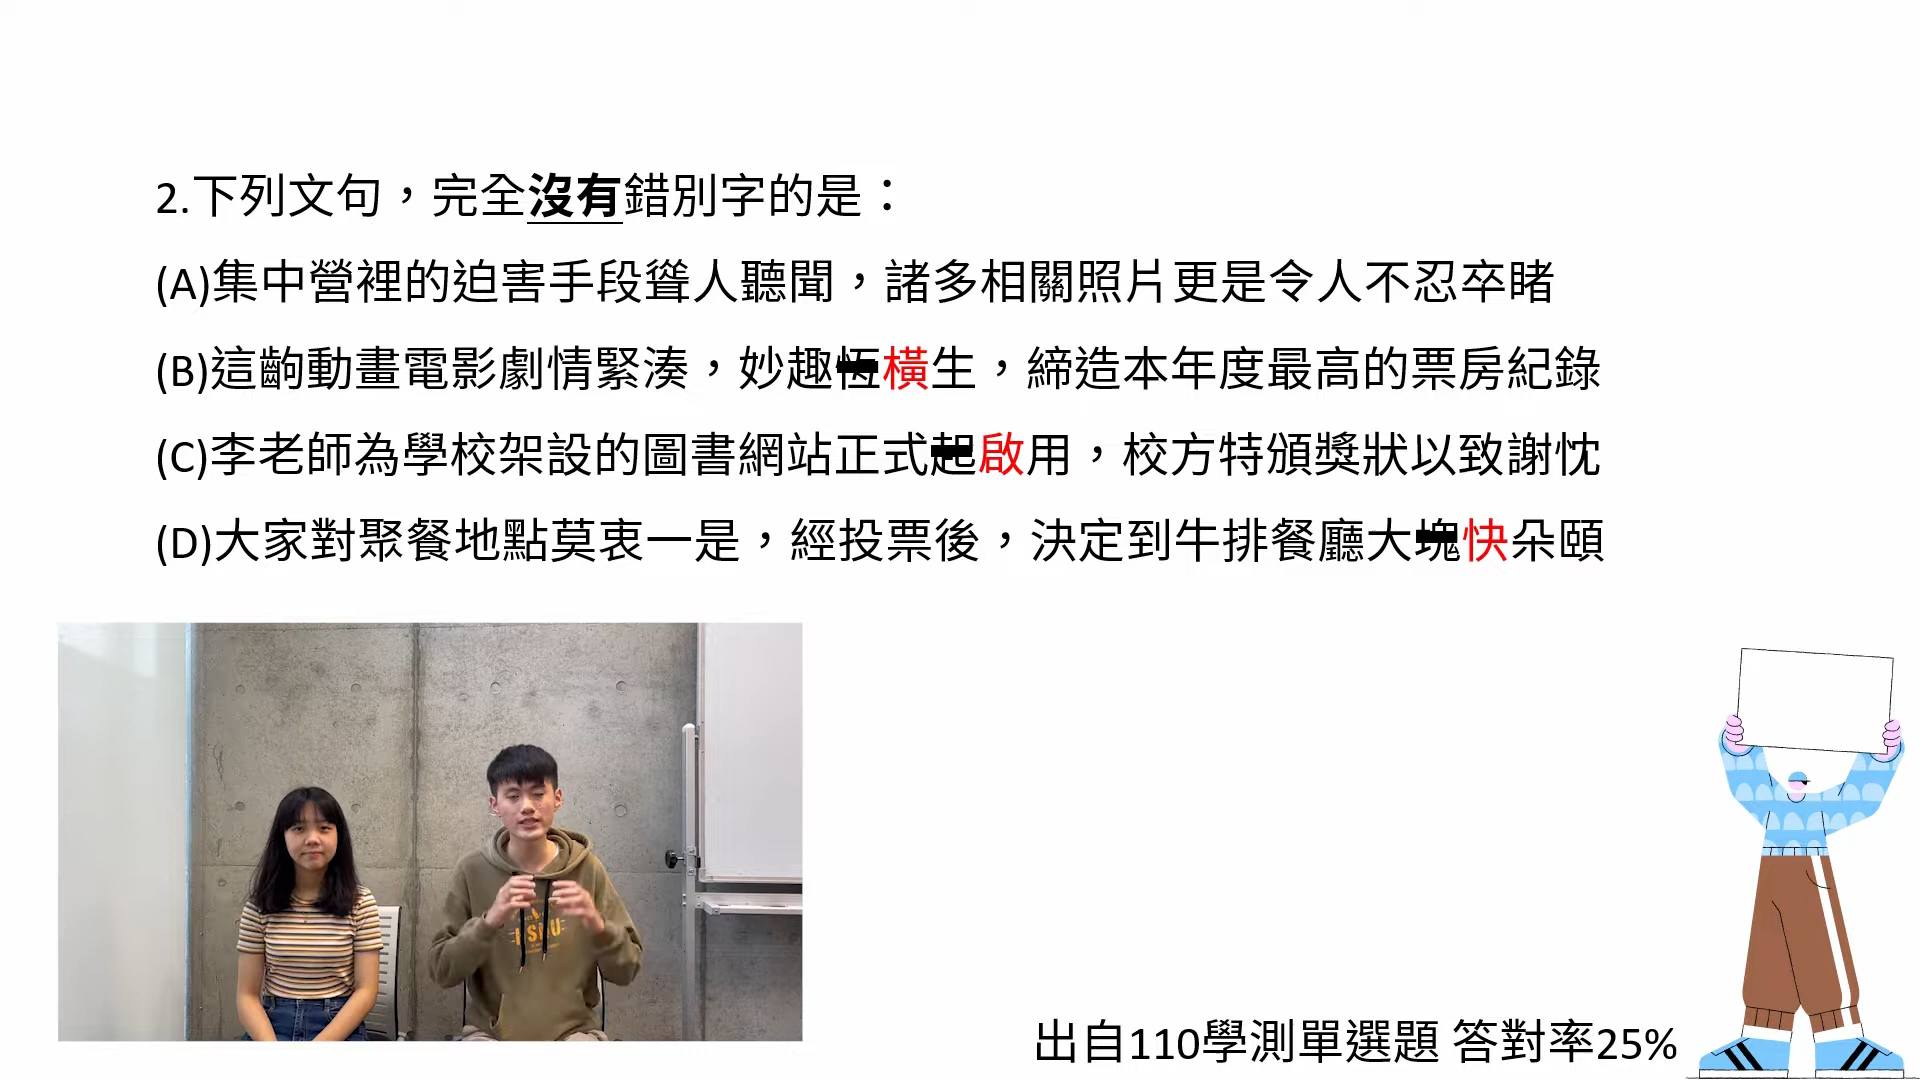 2.下列文句，完全沒有錯別字的是：
(A)集中營裡的迫害手段聳人聽聞，諸多相關照片更是令人不忍卒睹
(B)這齣動畫電影劇情緊湊，妙趣恆橫生，締造本年度最高的票房紀錄
(C)李老師為學校架設的圖書網站正式起啟用，校方特頒獎狀以致謝忱
(D)大家對聚餐地點莫衷一是，經投票後，決定到牛排餐廳大塊快朵頤
出自110學測單選題 答對率25%